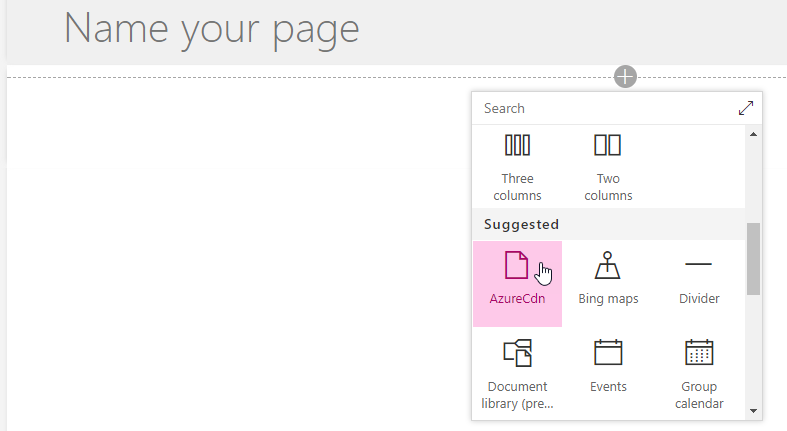 Name your page
Search
Three
columns
Two
columns
Suggested
AzureCdn
Bing maps
Divider
Document
library (pre...
Events
Group
calendar